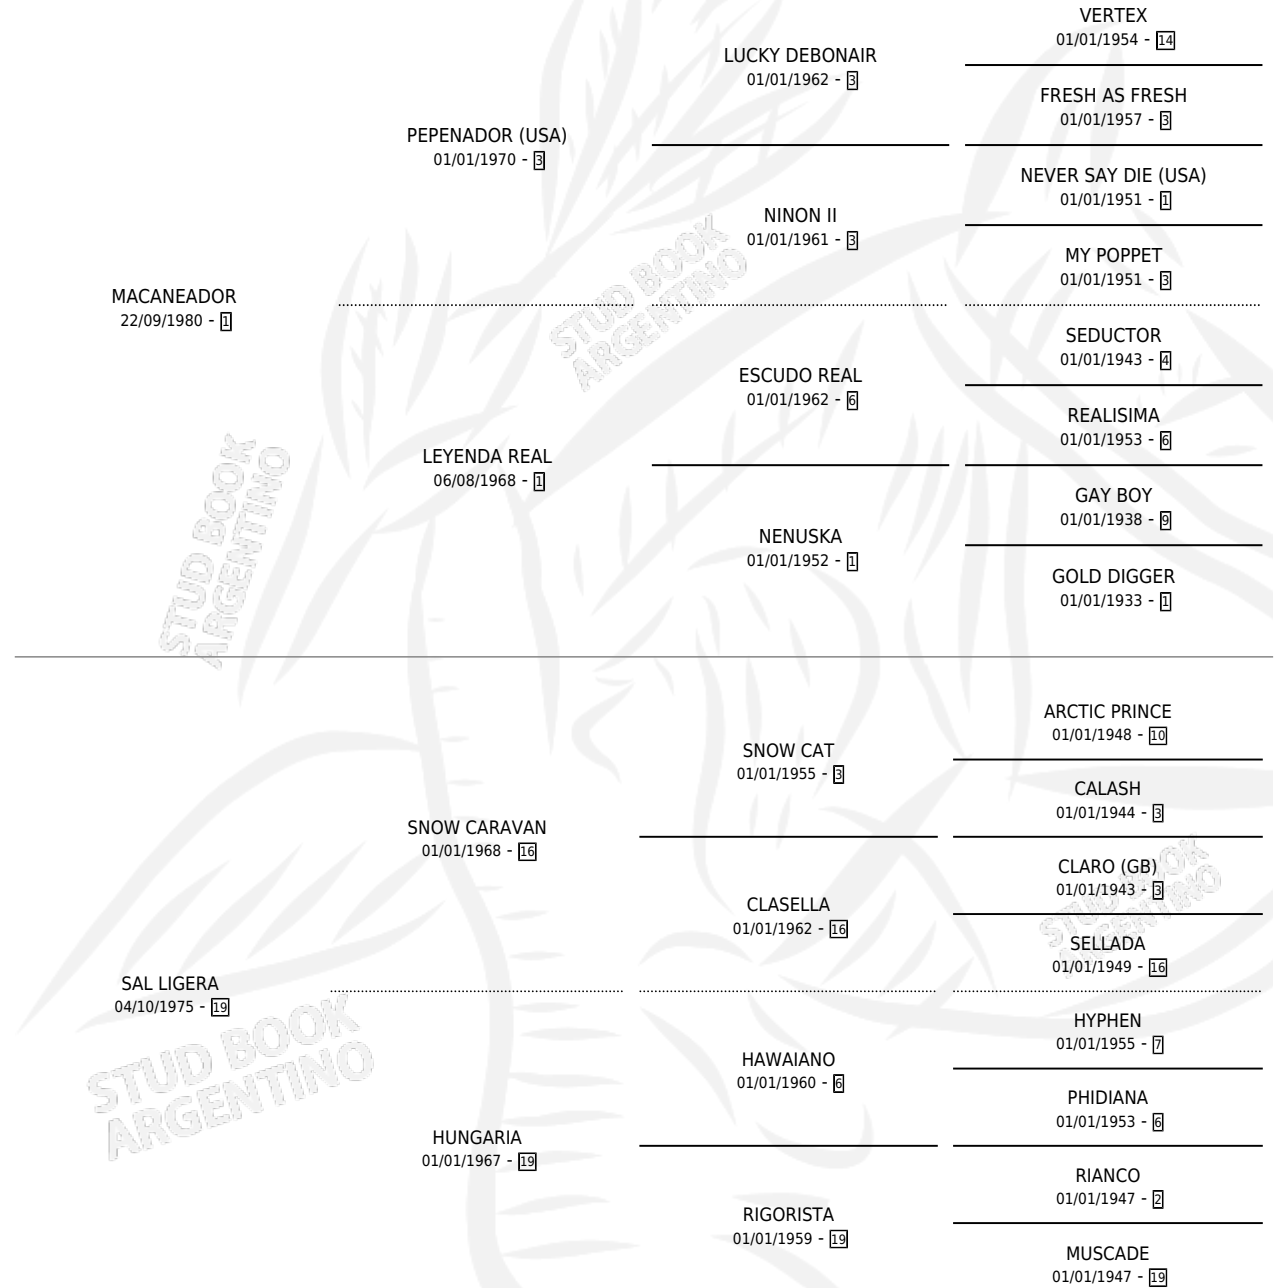 VERTEX
01/01/1954 - 14
LUCKY DEBONAIR
01/01/1962 - 3
FRESH AS FRESH
01/01/1957 - 3
PEPENADOR (USA)
01/01/1970 - 3
NEVER SAY DIE (USA)
01/01/1951 - 1
NINON II
01/01/1961 - 3
MY POPPET
01/01/1951 - 3
MACANEADOR
22/09/1980 - 1
STUD BOOK
ARGENTINO
SEDUCTOR
01/01/1943 - 4
ESCUDO REAL
01/01/1962 - 6
REALISIMA
01/01/1953 - 6
LEYENDA REAL
06/08/1968 - 1
GAY BOY
01/01/1938 - 9
NENUSKA
01/01/1952 - 1
GOLD DIGGER
01/01/1933 - 1
STUD BOOK
ARGENTINO
ARCTIC PRINCE
01/01/1948 - 10
SNOW CAT
01/01/1955 - 3
CALASH
01/01/1944 - 3
SNOW CARAVAN
01/01/1968 - 16
CLARO (GB)
01/01/1943 - 3
CLASELLA
01/01/1962 - 16
SELLADA
01/01/1949 - 16
STUD BOOK
ARGENTINO
SAL LIGERA
04/10/1975 - 19
HYPHEN
01/01/1955 - 7
HAWAIANO
01/01/1960 - 6
PHIDIANA
01/01/1953 - 6
STUD BOOK
ARGENTINO
HUNGARIA
01/01/1967 - 19
RIANCO
01/01/1947 - 2
RIGORISTA
01/01/1959 - 19
MUSCADE
01/01/1947 - 19